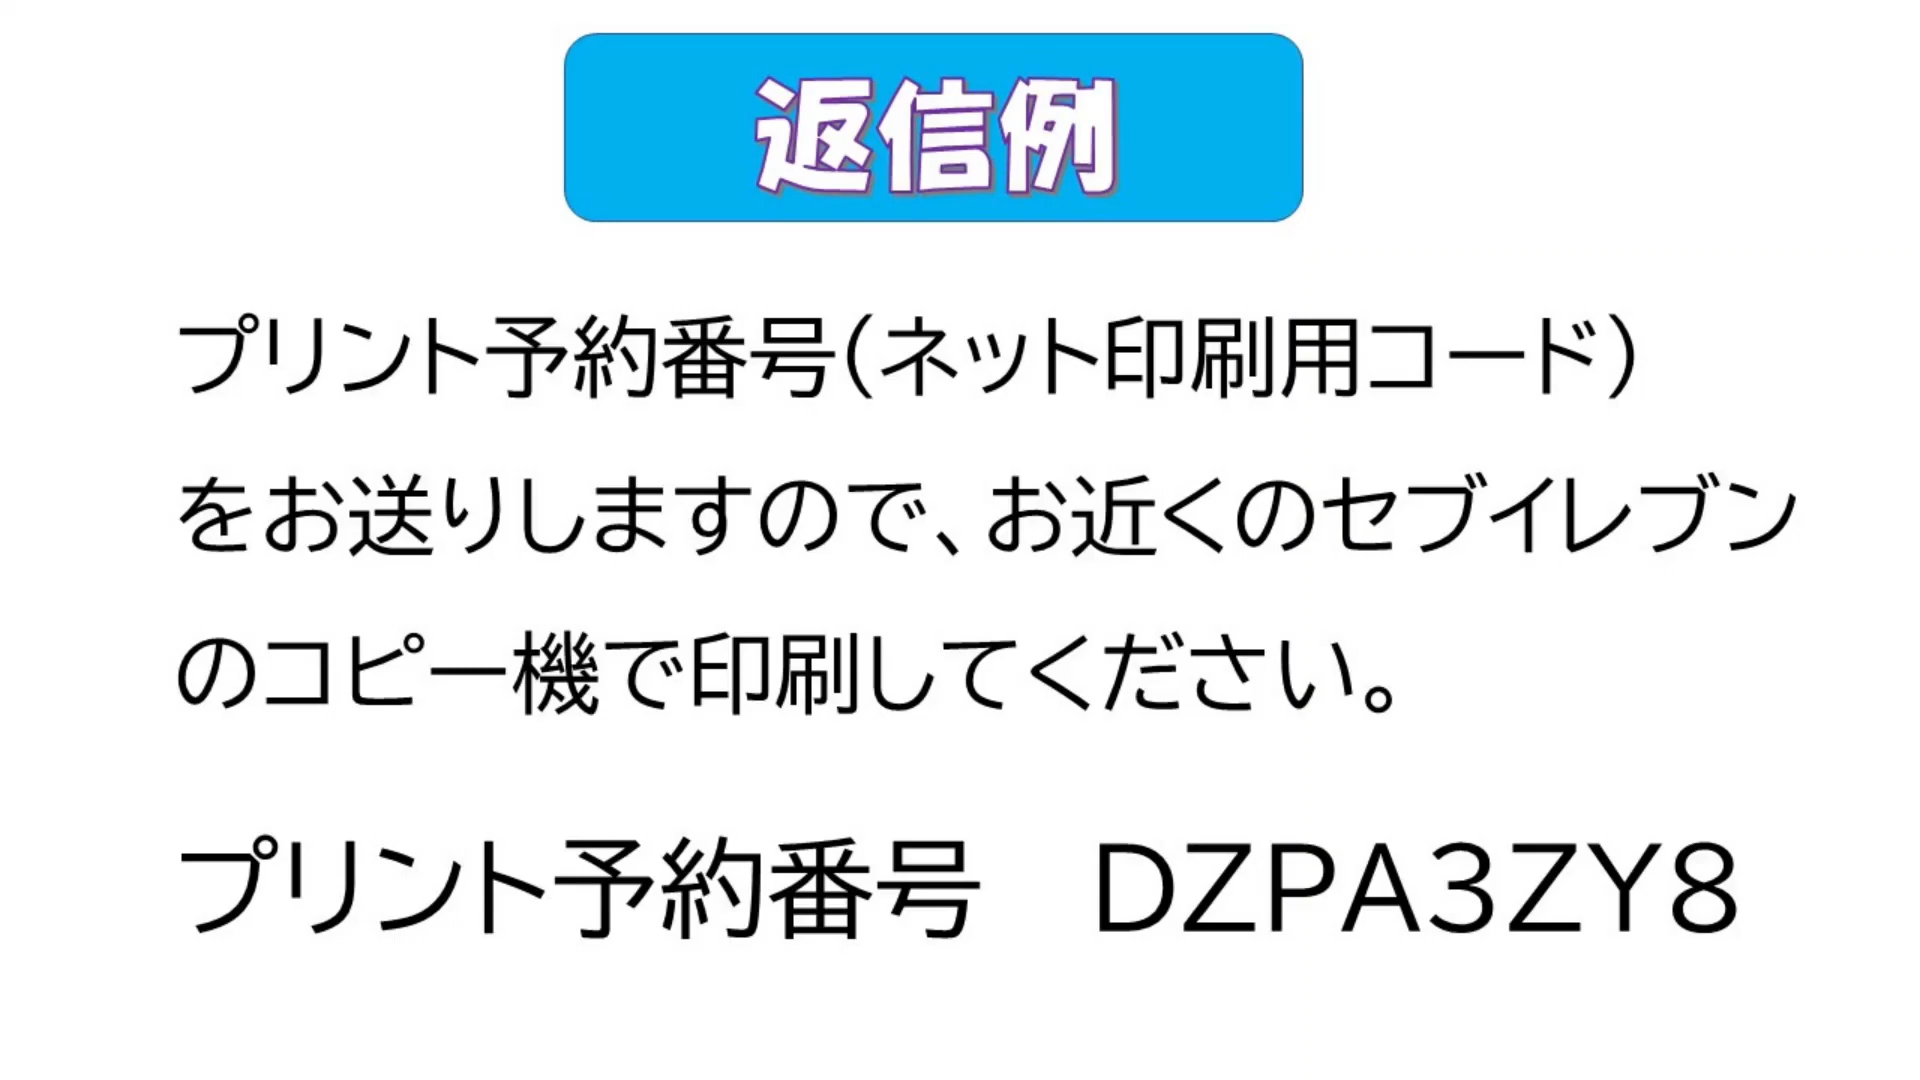 返信例
プリント予約番号（ネット印刷用コード）
をお送りしますので、お近くのセブイレブン
のコピー機で印刷してください。
プリント予約番号　DZPA3ZY8